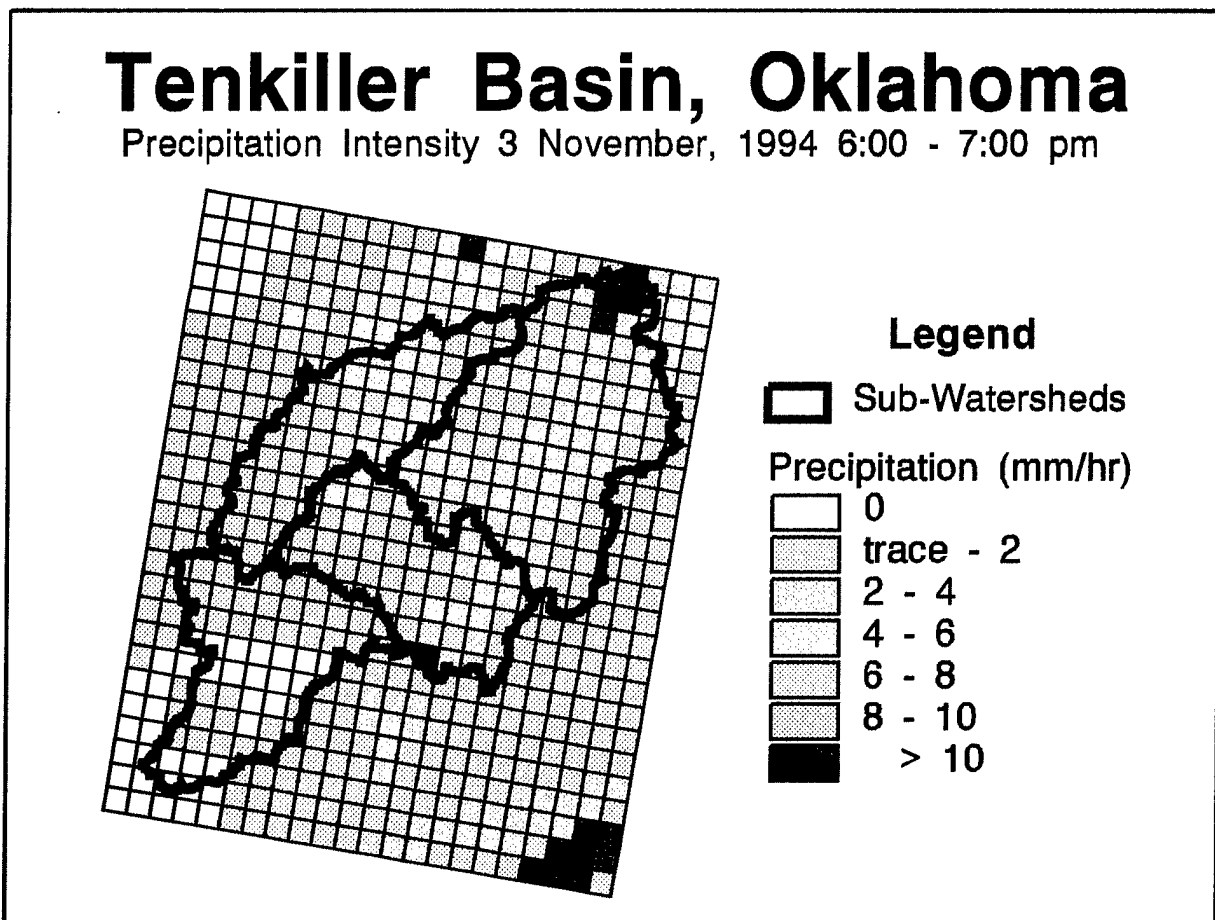 Tenkiller Basin, Oklahoma
Precipitation Intensity 3 November, 1994 6:00 - 7:00 pm
Legend
Sub-Watersheds
Precipitation (mm/hr)
0
trace - 2
2 - 4
4 - 6
6 - 8
8 - 10
> 10